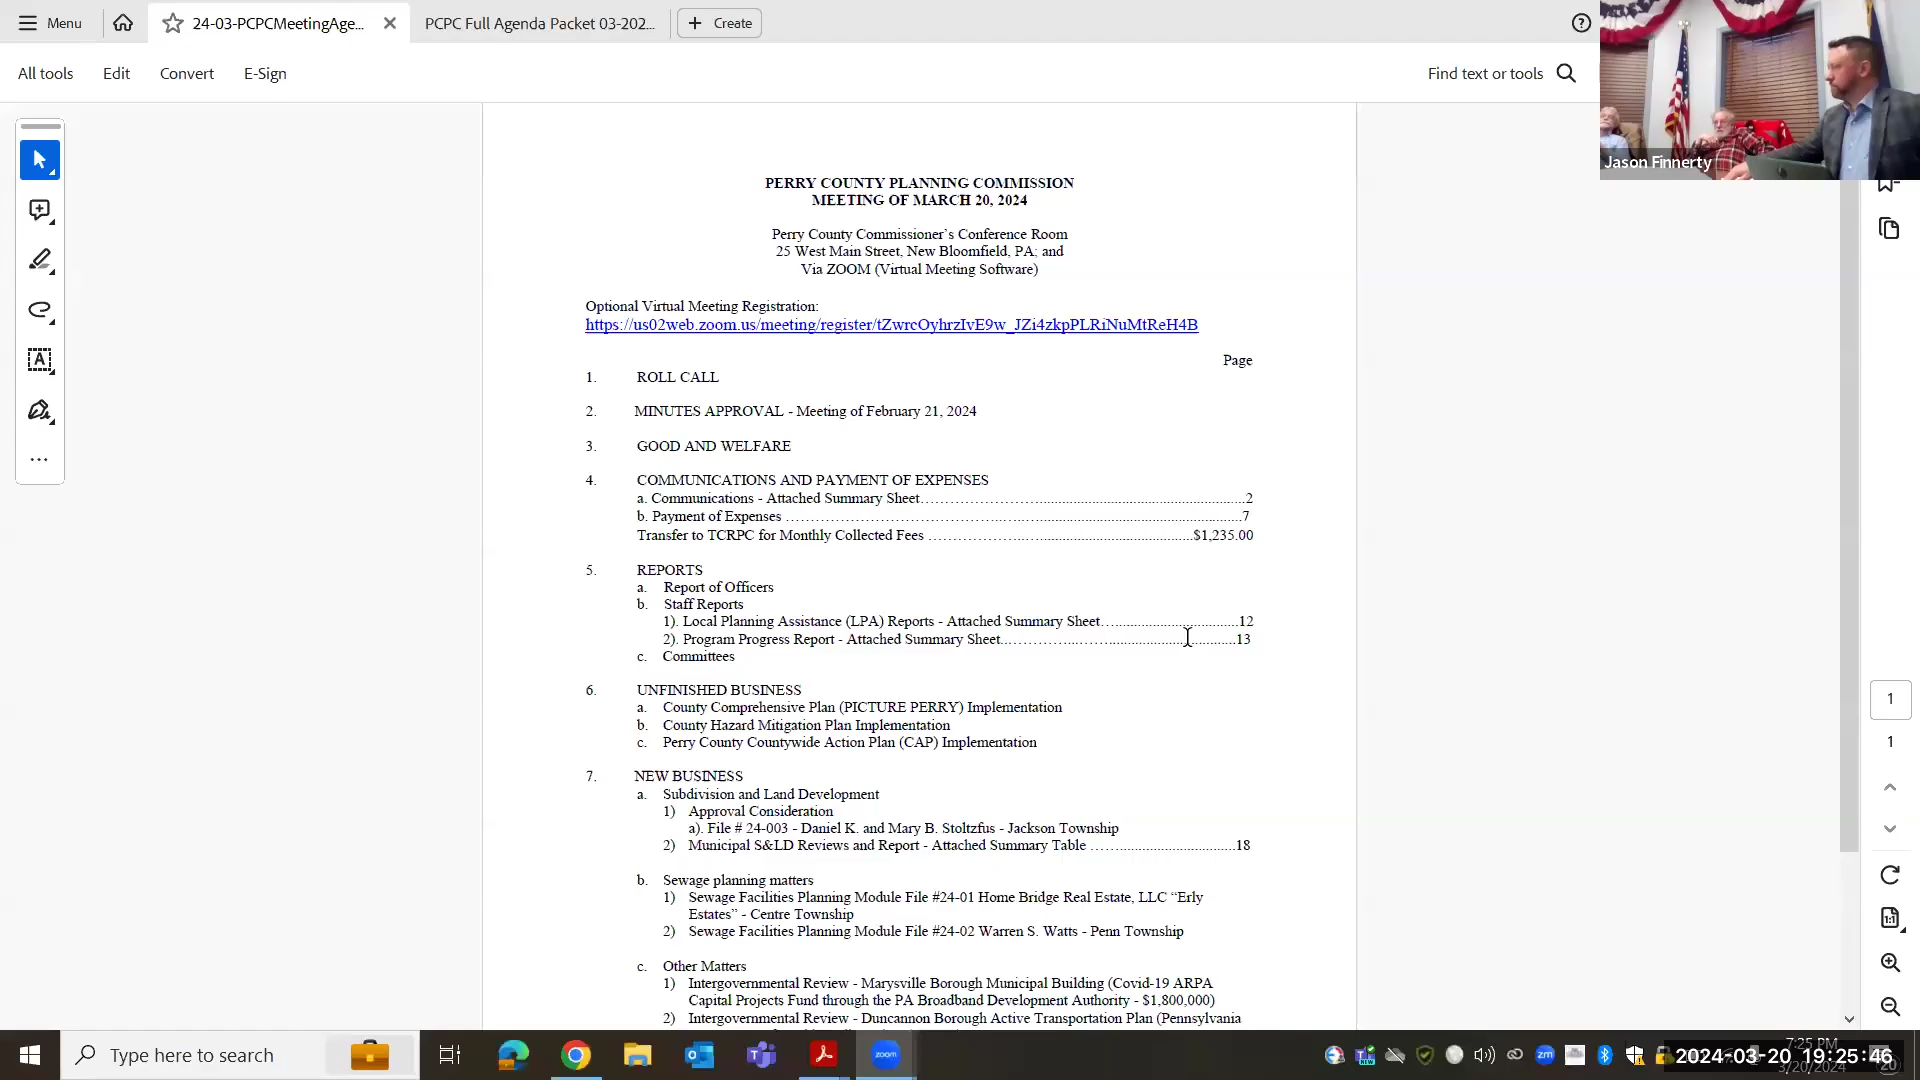 Menu
24-03-PCPCMeetingAge...
PCPC Full Agenda Packet 03-202...
Create
All tools
Edit
Convert
E-Sign
Find text or tools
Jason Finnerty
PERRY COUNTY PLANNING COMMISSION
MEETING OF MARCH 20, 2024
Perry County Commissioner's Conference Room
25 West Main Street, New Bloomfield, PA; and
Via ZOOM (Virtual Meeting Software)
Optional Virtual Meeting Registration:
https://us02web.zoom.us/meeting/register/tZwrcOyhrzIvE9w_JZi4zkpPLRiNuMtReH4B
Page
1. ROLL CALL
2. MINUTES APPROVAL - Meeting of February 21, 2024
3. GOOD AND WELFARE
4. COMMUNICATIONS AND PAYMENT OF EXPENSES
a. Communications - Attached Summary Sheet...2
b. Payment of Expenses ...7
Transfer to TCRPC for Monthly Collected Fees ...$1,235.00
5. REPORTS
a. Report of Officers
b. Staff Reports
1). Local Planning Assistance (LPA) Reports - Attached Summary Sheet...12
2). Program Progress Report - Attached Summary Sheet...13
c. Committees
6. UNFINISHED BUSINESS
a. County Comprehensive Plan (PICTURE PERRY) Implementation
b. County Hazard Mitigation Plan Implementation
c. Perry County Countywide Action Plan (CAP) Implementation
7. NEW BUSINESS
a. Subdivision and Land Development
1) Approval Consideration
a). File # 24-003 - Daniel K. and Mary B. Stoltzfus - Jackson Township
2) Municipal S&LD Reviews and Report - Attached Summary Table ...18
b. Sewage planning matters
1) Sewage Facilities Planning Module File #24-01 Home Bridge Real Estate, LLC "Erly
Estates" - Centre Township
2) Sewage Facilities Planning Module File #24-02 Warren S. Watts - Penn Township
c. Other Matters
1) Intergovernmental Review - Marysville Borough Municipal Building (Covid-19 ARPA
Capital Projects Fund through the PA Broadband Development Authority - $1,800,000)
2) Intergovernmental Review - Duncannon Borough Active Transportation Plan (Pennsylvania
1
1
Type here to search
zoom
zm
7:25 PM
2024-03-20 19:25:46
3/20/2024